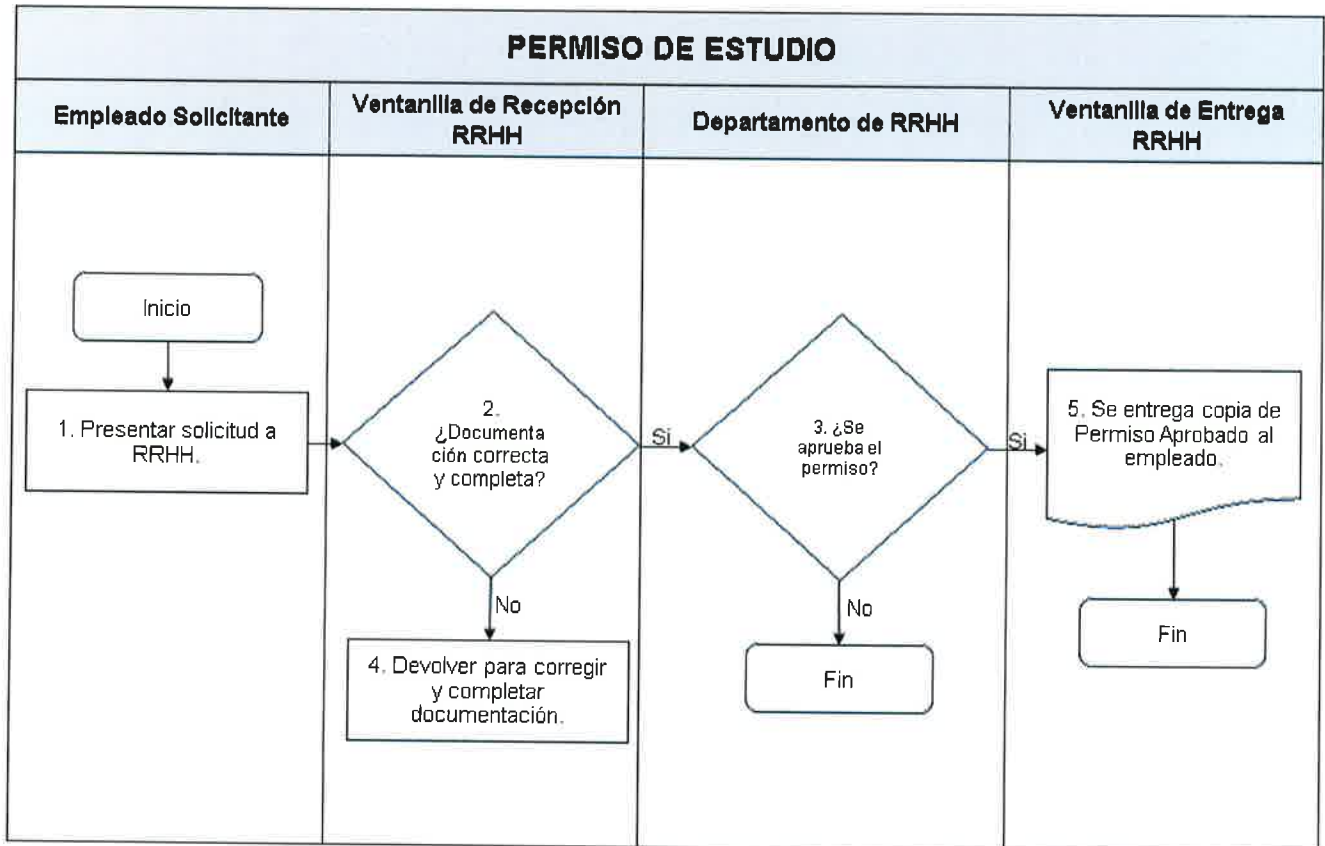 PERMISO DE ESTUDIO
Empleado Solicitante
Ventanilla de Recepción
RRHH
Departamento de RRHH
Ventanilla de Entrega
RRHH
Inicio
1. Presentar solicitud a
RRHH.
2.
¿Documenta
ción correcta
y completa?
Si
3. ¿Se
aprueba el
permiso?
Si
5. Se entrega copia de
Permiso Aprobado al
empleado.
No
4. Devolver para corregir
y completar
documentación.
No
Fin
Fin